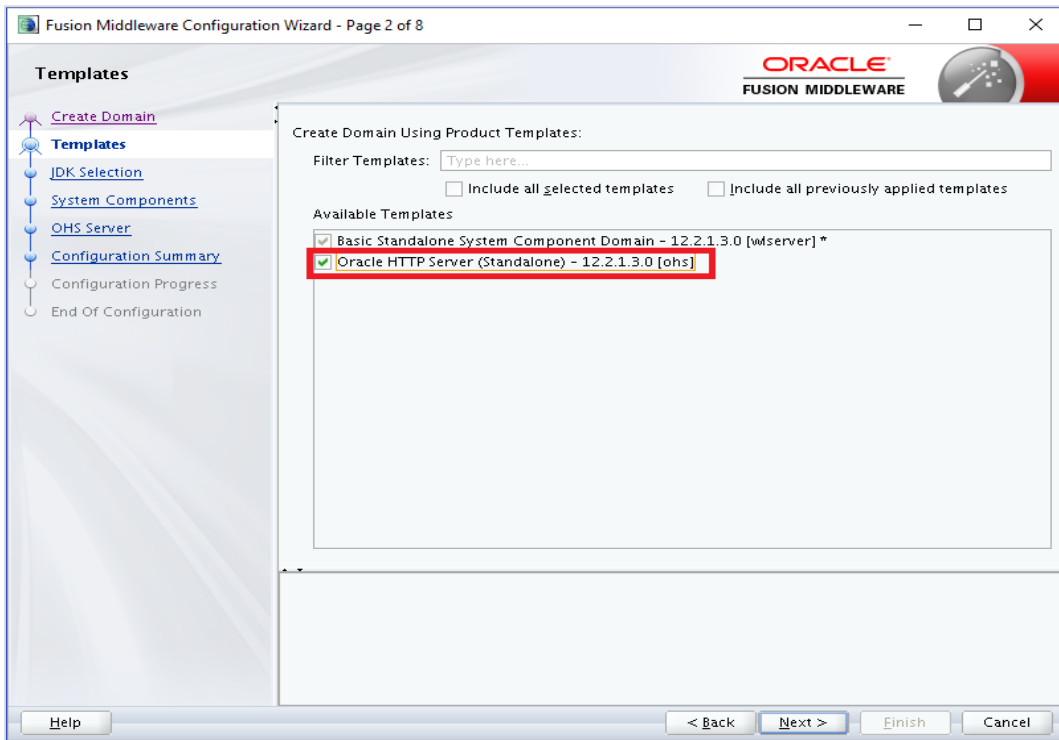 Fusion Middleware Configuration Wizard - Page 2 of 8
Templates
ORACLE
FUSION MIDDLEWARE
Create Domain
Templates
JDK Selection
System Components
OHS Server
Configuration Summary
Configuration Progress
End Of Configuration
Create Domain Using Product Templates:
Filter Templates: Type here...
Include all selected templates Include all previously applied templates
Available Templates
Basic Standalone System Component Domain - 12.2.1.3.0 [wlserver] *
Oracle HTTP Server (Standalone) - 12.2.1.3.0 [ohs]
Help < Back Next > Finish Cancel